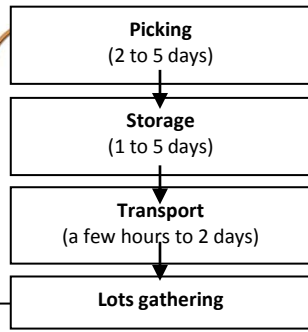 Picking
(2 to 5 days)
Storage
(1 to 5 days)
Transport
(a few hours to 2 days)
Lots gathering